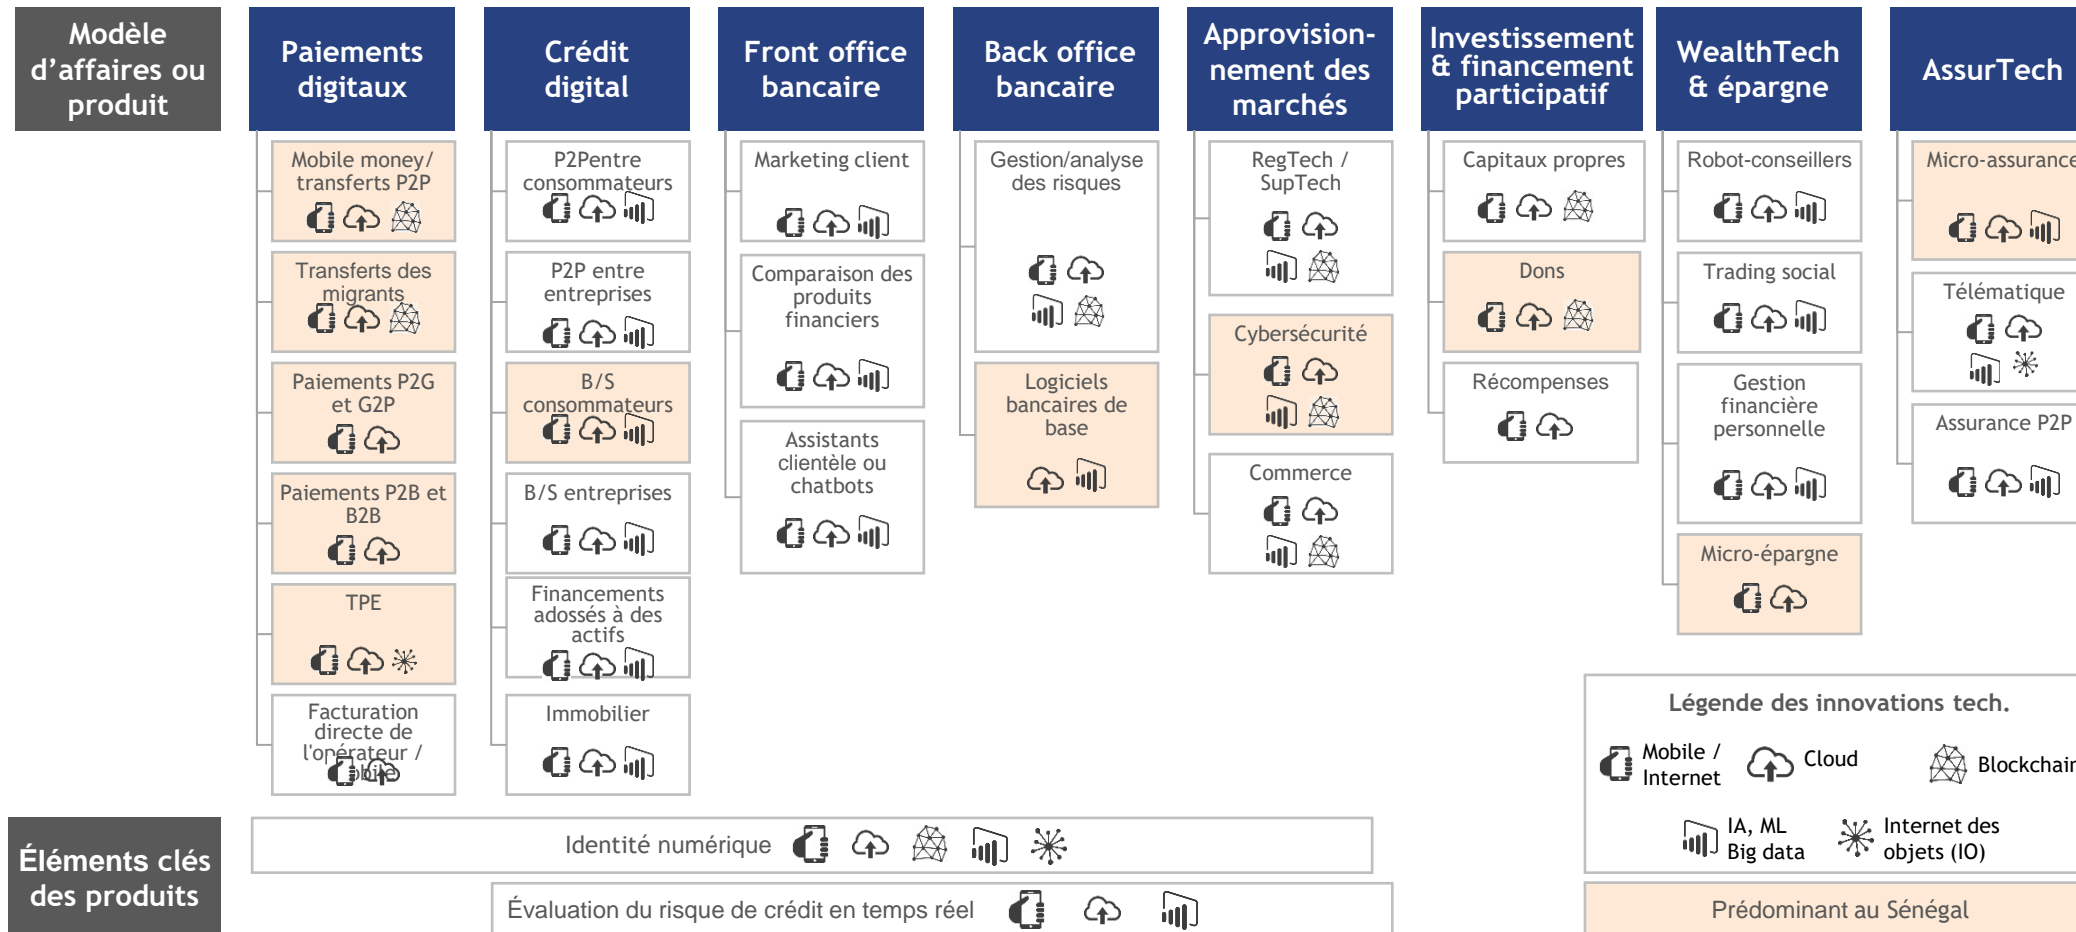 Modèle
d'affaires ou
produit
Paiements
digitaux
Mobile money/
transferts P2P
Transferts des
migrants
Paiements P2G
et G2P
Paiements P2B et
B2B
TPE
Facturation
directe de
l'opérateur /
Crédit
digital
P2Pentre
consommateurs
P2P entre
entreprises
B/S
consommateurs
B/S entreprises
Financements
adossés à des
actifs
Immobilier
Front office
bancaire
Marketing client
Comparaison des
produits
financiers
Assistants
clientèle ou
chatbots
Back office
bancaire
Gestion/analyse
des risques
Logiciels
bancaires de
base
Approvision-
nement des
marchés
RegTech /
SupTech
Cybersécurité
Commerce
Investissement
& financement
participatif
Capitaux propres
Dons
Récompenses
WealthTech
& épargne
Robot-conseillers
Trading social
Gestion
financière
personnelle
Micro-épargne
AssurTech
Micro-assurance
Télématique
Assurance P2P
Légende des innovations tech.
Mobile /
Internet
Cloud
Blockchain
IA, ML
Big data
Internet des
objets (IO)
Prédominant au Sénégal
Éléments clés
des produits
Identité numérique
Évaluation du risque de crédit en temps réel